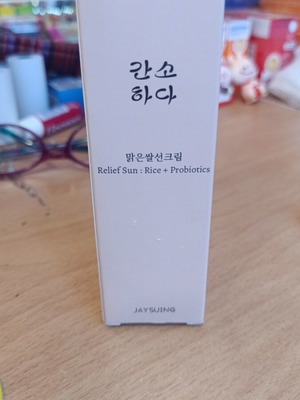 간소
하다
맑은쌀선크림
Relief Sun : Rice + Probiotics
JAYSUING